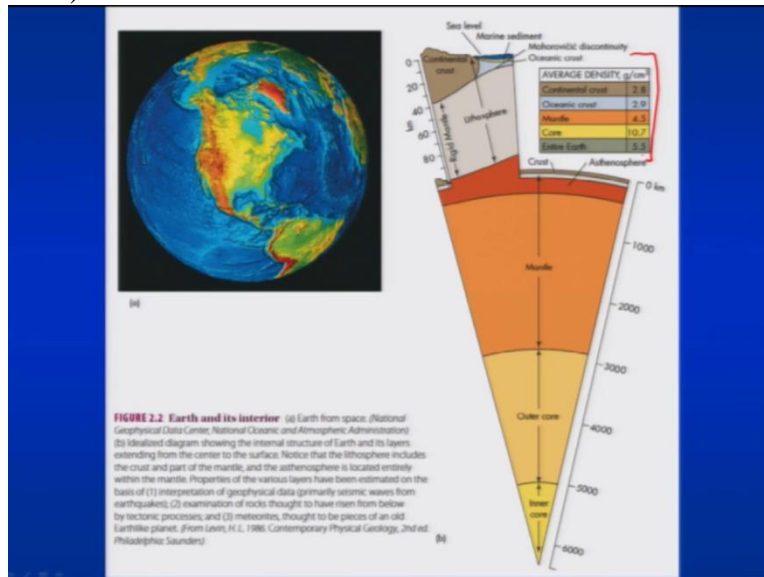 Sea level
Marine sediment
Mohorovičić discontinuity
Oceanic crust
Continental
crust
0
20
40
60
80
km
Rigid Mantle
Lithosphere
AVERAGE DENSITY, g/cm³
Continental crust 2.8
Oceanic crust 2.9
Mantle 4.5
Core 10.7
Entire Earth 5.5
Crust
Asthenosphere
0 km
1000
Mantle
2000
3000
Outer core
4000
5000
Inner
core
6000
(a)
(b)
FIGURE 2.2 Earth and its interior (a) Earth from space. (National
Geophysical Data Center, National Oceanic and Atmospheric Administration)
(b) Idealized diagram showing the internal structure of Earth and its layers
extending from the center to the surface. Notice that the lithosphere includes
the crust and part of the mantle, and the asthenosphere is located entirely
within the mantle. Properties of the various layers have been estimated on the
basis of (1) interpretation of geophysical data (primarily seismic waves from
earthquakes); (2) examination of rocks thought to have risen from below
by tectonic processes; and (3) meteorites, thought to be pieces of an old
Earthlike planet. (From Levin, H. L. 1986. Contemporary Physical Geology, 2nd ed.
Philadelphia: Saunders)